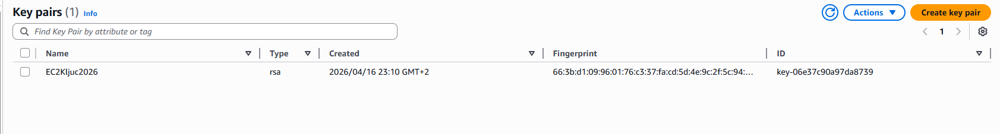 Key pairs (1) Info
Actions
Create key pair
Find Key Pair by attribute or tag
1
Name Type Created Fingerprint ID
EC2Kljuc2026 rsa 2026/04/16 23:10 GMT+2 66:3b:d1:09:96:01:76:c3:37:fa:cd:5d:4e:9c:2f:5c:94:... key-06e37c90a97da8739